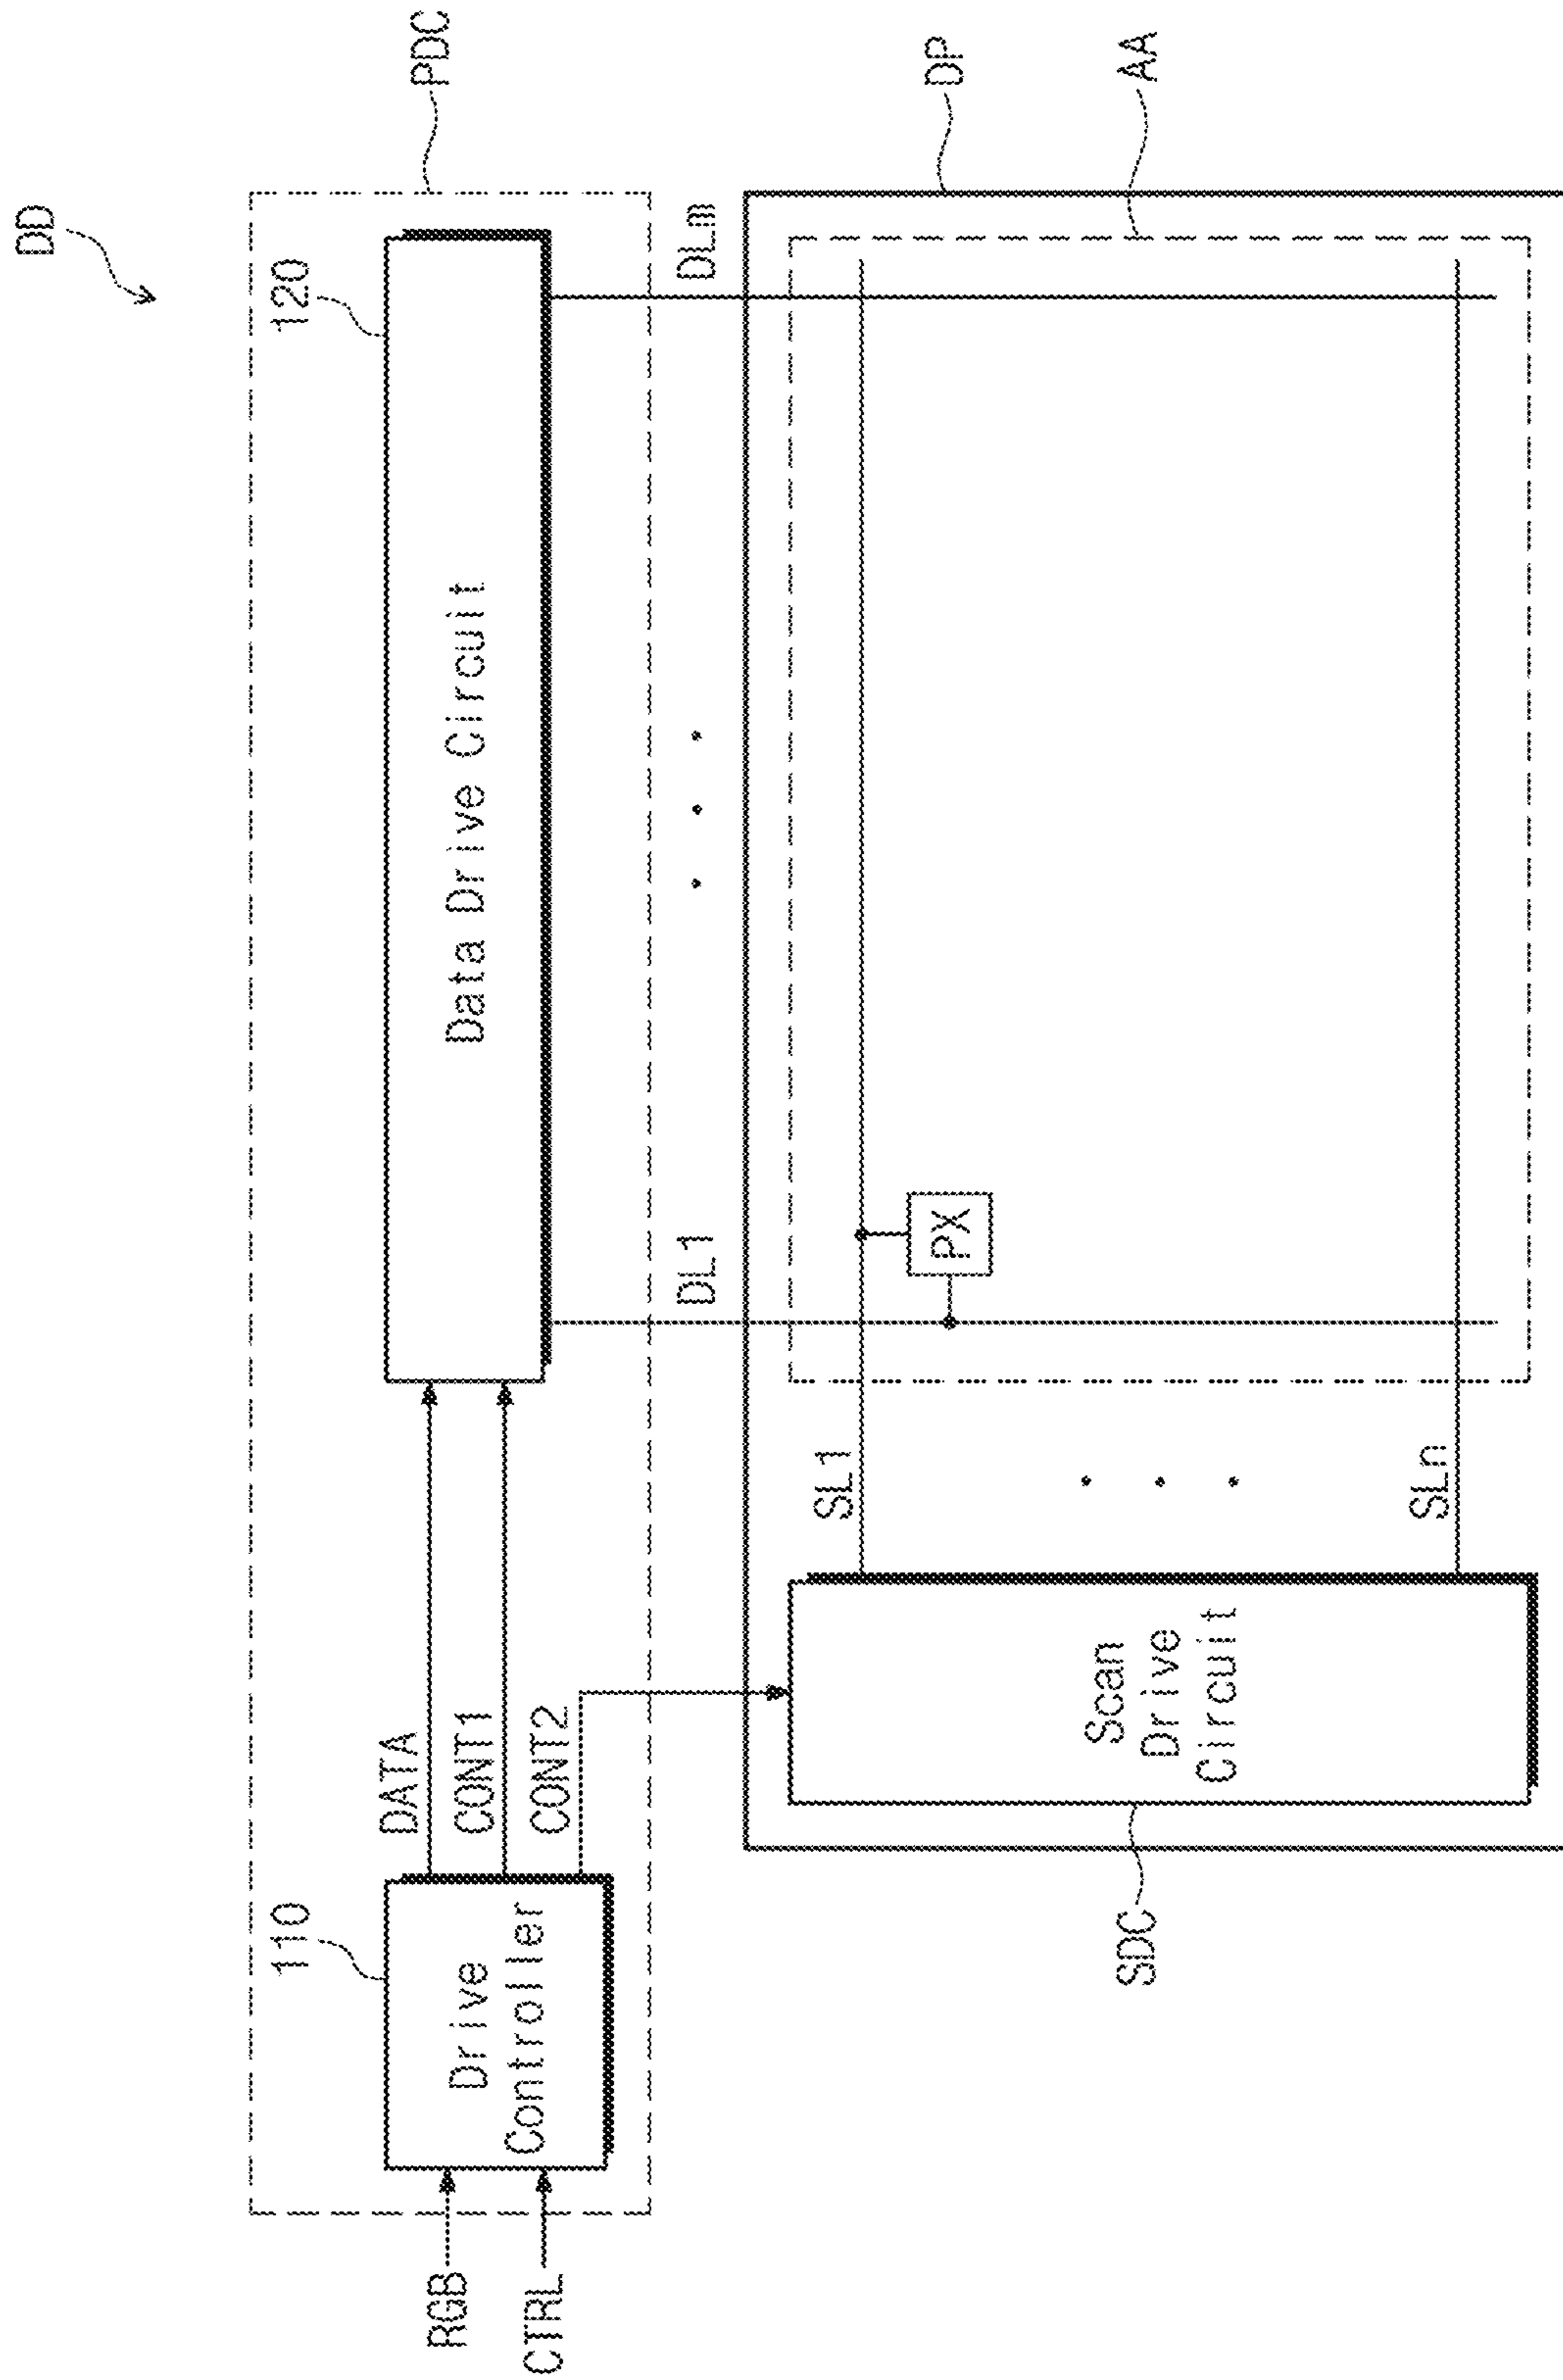 DD
PDC
110
120
RGB
CTRL
Drive
Controller
DATA
CONT1
CONT2
Data Drive Circuit
DL1
DLm
DP
AA
SL1
SLn
PX
Scan
Drive
Circuit
SDC